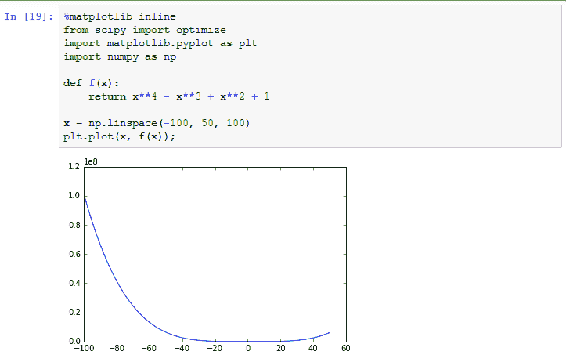 In [19]: %matplotlib inline
from scipy import optimize
import matplotlib.pyplot as plt
import numpy as np
def f(x):
return x**4 - x**3 + x**2 + 1
x = np.linspace(-100, 50, 100)
plt.plot(x, f(x));
1e8
1.2
1.0
0.8
0.6
0.4
0.2
0.0
−100 −80 −60 −40 −20 0 20 40 60